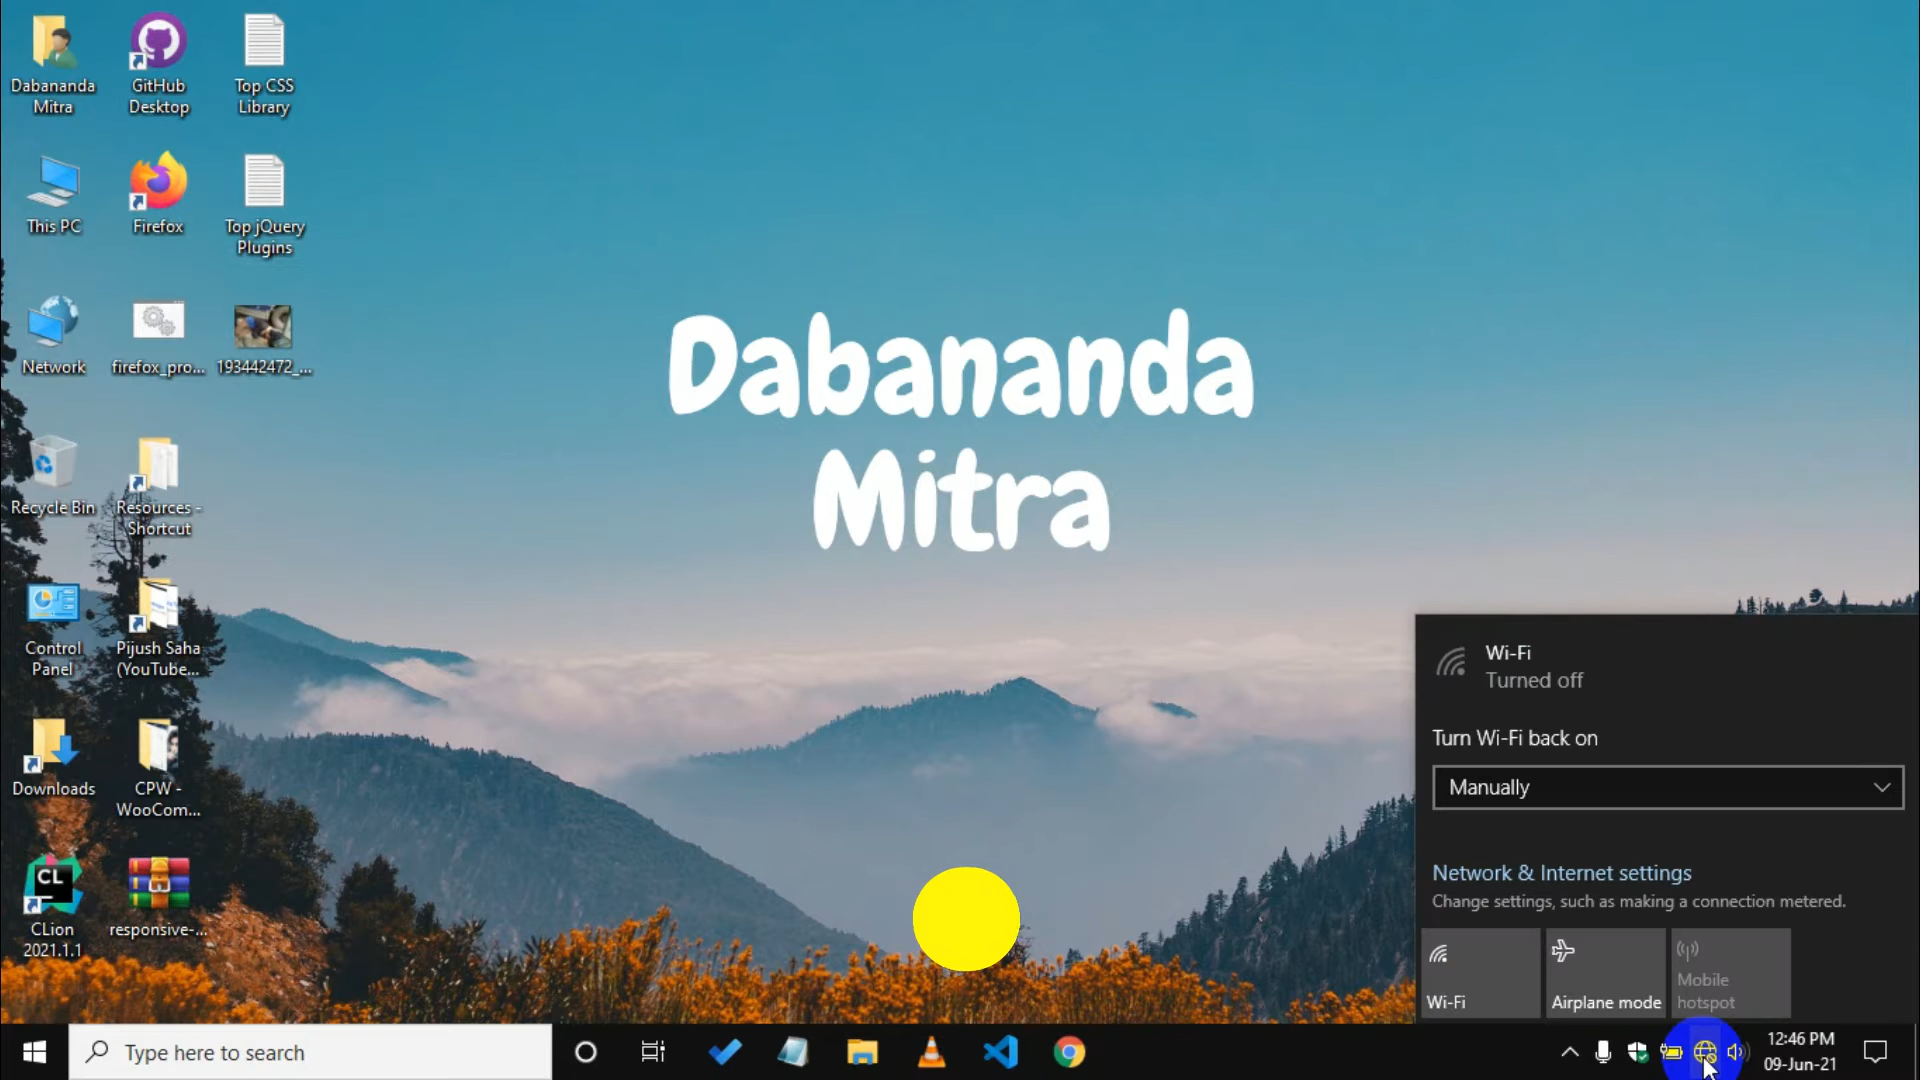 Dabananda
Mitra
GitHub
Desktop
Top CSS
Library
This PC
Firefox
Top jQuery
Plugins
Network
firefox_pro...
193442472_...
Recycle Bin
Resources -
Shortcut
Control
Panel
Pijush Saha
(YouTube...
Downloads
CPW -
WooCom...
CL
CLion
2021.1.1
responsive-...
Dabananda
Mitra
Wi-Fi
Turned off
Turn Wi-Fi back on
Manually
Network & Internet settings
Change settings, such as making a connection metered.
Wi-Fi
Airplane mode
Mobile
hotspot
Type here to search
12:46 PM
09-Jun-21